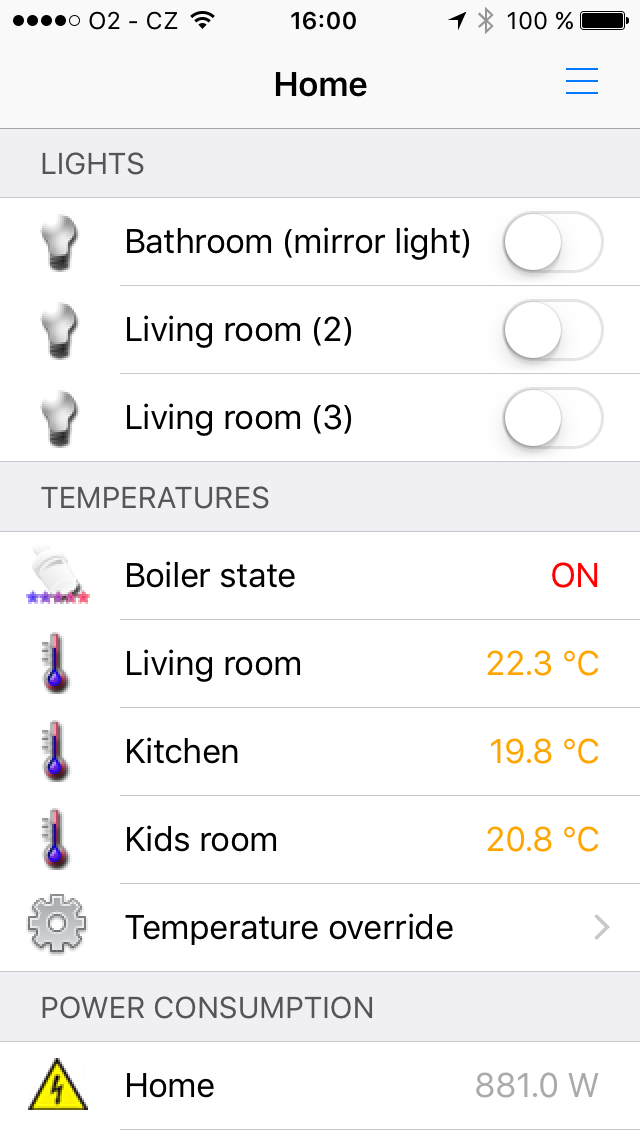 O2 - CZ 16:00 100 %
Home
LIGHTS
Bathroom (mirror light)
Living room (2)
Living room (3)
TEMPERATURES
Boiler state ON
Living room 22.3 °C
Kitchen 19.8 °C
Kids room 20.8 °C
Temperature override
POWER CONSUMPTION
Home 881.0 W